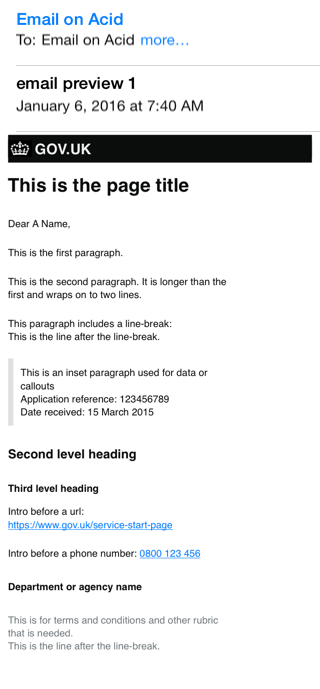 Email on Acid
To: Email on Acid more...
email preview 1
January 6, 2016 at 7:40 AM
GOV.UK
This is the page title
Dear A Name,
This is the first paragraph.
This is the second paragraph. It is longer than the
first and wraps on to two lines.
This paragraph includes a line-break:
This is the line after the line-break.
This is an inset paragraph used for data or
callouts
Application reference: 123456789
Date received: 15 March 2015
Second level heading
Third level heading
Intro before a url:
https://www.gov.uk/service-start-page
Intro before a phone number: 0800 123 456
Department or agency name
This is for terms and conditions and other rubric
that is needed.
This is the line after the line-break.